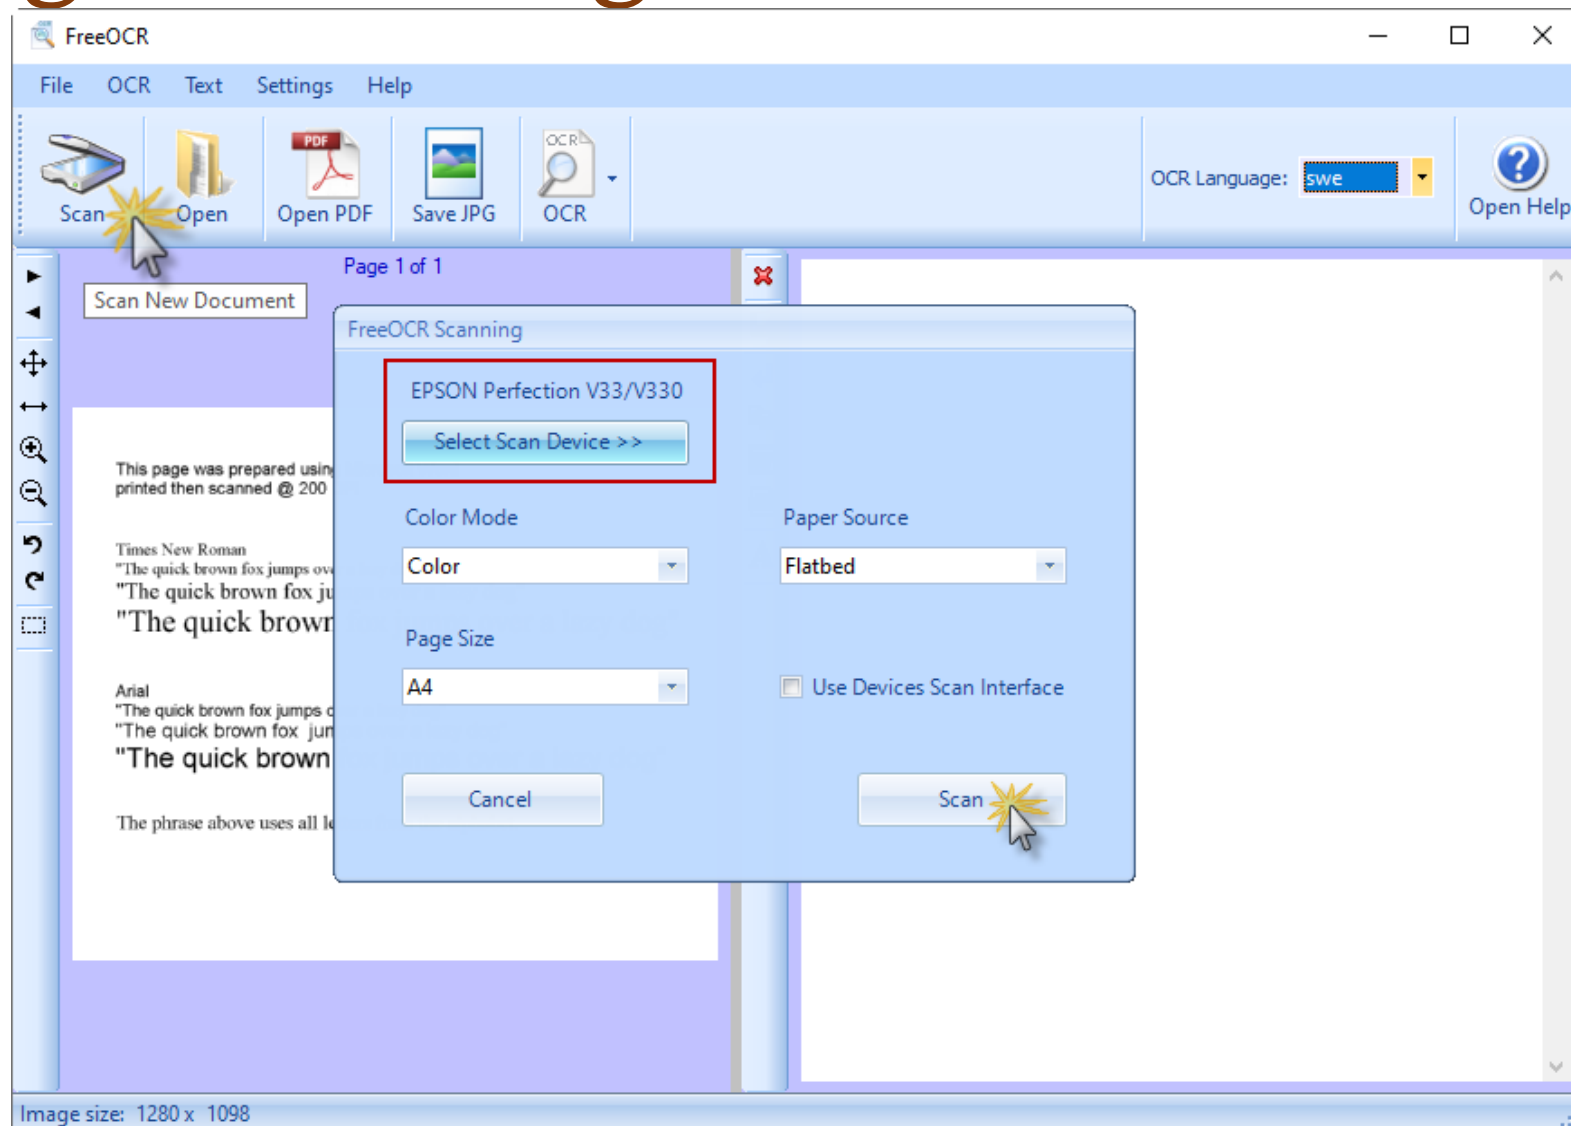 FreeOCR
File OCR Text Settings Help
PDF
OCR
Scan Open Open PDF Save JPG OCR
OCR Language: swe
Open Help
Page 1 of 1
Scan New Document
This page was prepared using
printed then scanned @ 200
Times New Roman
"The quick brown fox jumps
"The quick brown fox
"The quick brown
Arial
"The quick brown fox jumps
"The quick brown fox
"The quick brown
The phrase above uses all
FreeOCR Scanning
EPSON Perfection V33/V330
Select Scan Device >>
Color Mode
Color
Paper Source
Flatbed
Page Size
A4
Use Devices Scan Interface
Cancel
Scan
Image size: 1280 x 1098